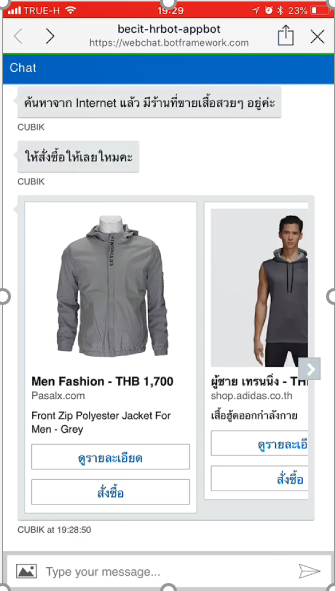 TRUE-H
19:29
23%
becit-hrbot-appbot
https://webchat.botframework.com
Chat
ค้นหาจาก Internet แล้ว มีร้านที่ขายเสื้อสวยๆ อยู่ค่ะ
CUBIK
ให้สั่งซื้อให้เลยไหมคะ
CUBIK
Men Fashion - THB 1,700
Pasalx.com
Front Zip Polyester Jacket For
Men - Grey
ดูรายละเอียด
สั่งซื้อ
ผู้ชาย เทรนนิ่ง - TH
shop.adidas.co.th
เสื้อฮู้ดออกกำลังกาย
ดูรายละเอี
สั่งซื้อ
CUBIK at 19:28:50
Type your message...